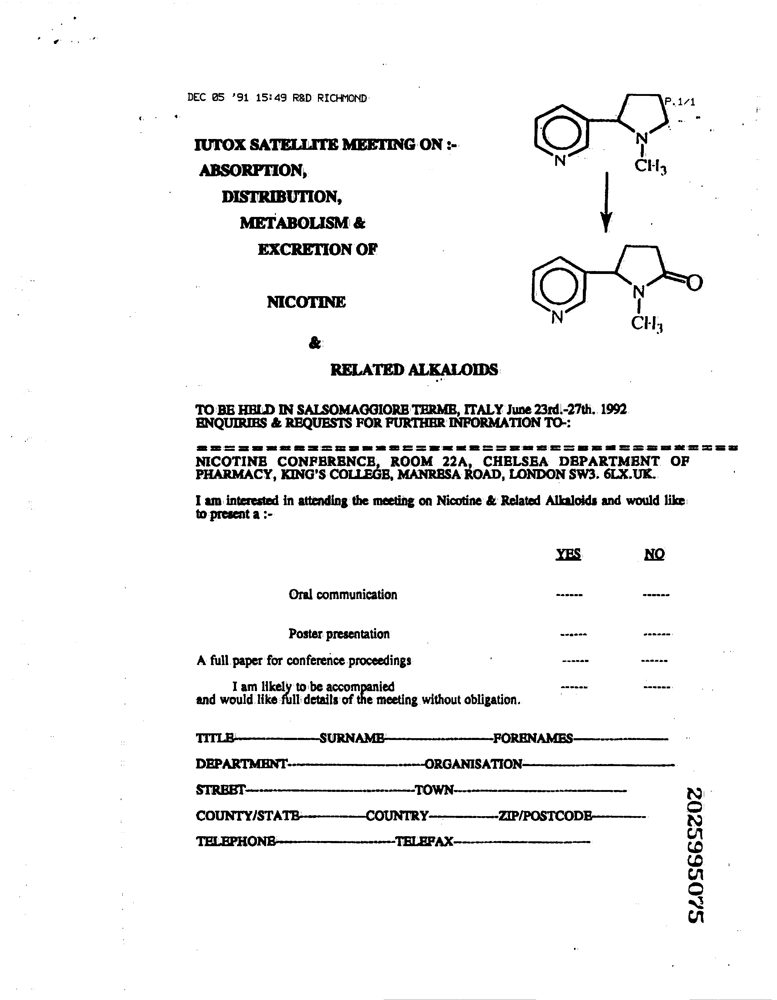 DEC 05 '91 15:49 R&D RICHMOND P.1/1
IUTOX SATELLITE MEETING ON :-
ABSORPTION,
DISTRIBUTION,
METABOLISM &
EXCRETION OF
NICOTINE
&
RELATED ALKALOIDS
N
N
CH3
N
N
O
CH3
TO BE HELD IN SALSOMAGGIORE TERME, ITALY June 23rd.-27th. 1992
ENQUIRIES & REQUESTS FOR FURTHER INFORMATION TO-:
NICOTINE CONFERENCE, ROOM 22A, CHELSEA DEPARTMENT OF
PHARMACY, KING'S COLLEGE, MANRESA ROAD, LONDON SW3. 6LX.UK.
I am interested in attending the meeting on Nicotine & Related Alkaloids and would like
to present a :-
YES NO
Oral communication ------ ------
Poster presentation ------ ------
A full paper for conference proceedings ------ ------
I am likely to be accompanied ------ ------
and would like full details of the meeting without obligation.
TITLE---------------SURNAME-------------------FORENAMES----------------
DEPARTMENT-----------------------ORGANISATION--------------------------
STREET-----------------------------TOWN-----------------------------
COUNTY/STATE-----------COUNTRY------------ZIP/POSTCODE---------
TELEPHONE--------------------TELEFAX-----------------------
2025995075